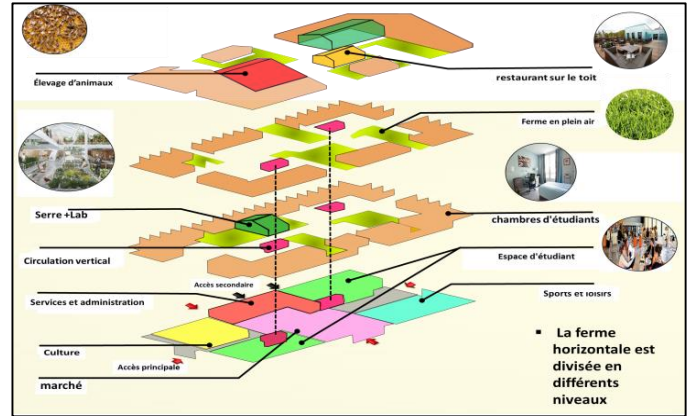 Élevage d'animaux
restaurant sur le toit
Ferme en plein air
Serre +Lab
chambres d'étudiants
Circulation vertical
Espace d'étudiant
Accès secondaire
Services et administration
Sports et loisirs
Culture
Accès principale
marché
▪ La ferme
horizontale est
divisée en
différents
niveaux